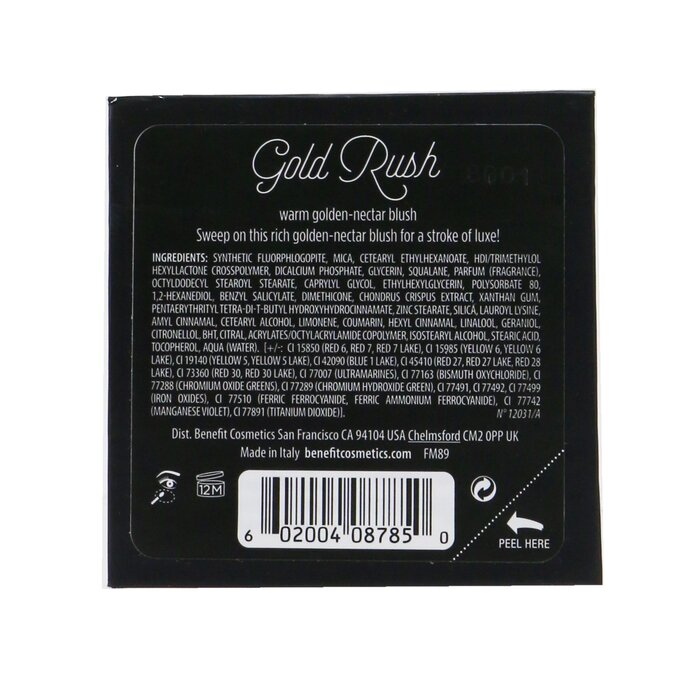 Gold Rush
warm golden-nectar blush
Sweep on this rich golden-nectar blush for a stroke of luxe!
INGREDIENTS: SYNTHETIC FLUORPHLOGOPITE, MICA, CETEARYL ETHYLHEXANOATE, HDI/TRIMETHYLOL
HEXYLLACTONE CROSSPOLYMER, DICALCIUM PHOSPHATE, GLYCERIN, SQUALANE, PARFUM (FRAGRANCE),
OCTYLDODECYL STEAROYL STEARATE, CAPRYLYL GLYCOL, ETHYLHEXYLGLYCERIN, POLYSORBATE 80,
1,2-HEXANEDIOL, BENZYL SALICYLATE, DIMETHICONE, CHONDRUS CRISPUS EXTRACT, XANTHAN GUM,
PENTAERYTHRITYL TETRA-DI-T-BUTYL HYDROXYHYDROCINNAMATE, ZINC STEARATE, SILICA, LAUROYL LYSINE,
AMYL CINNAMAL, CETEARYL ALCOHOL, LIMONENE, COUMARIN, HEXYL CINNAMAL, LINALOOL, GERANIOL,
CITRONELLOL, BHT, CITRAL, ACRYLATES/OCTYLACRYLAMIDE COPOLYMER, ISOSTEARYL ALCOHOL, STEARIC ACID,
TOCOPHEROL, AQUA (WATER). [+/-: CI 15850 (RED 6, RED 7, RED 7 LAKE), CI 15985 (YELLOW 6, YELLOW 6
LAKE), CI 19140 (YELLOW 5, YELLOW 5 LAKE), CI 42090 (BLUE 1 LAKE), CI 45410 (RED 27, RED 27 LAKE, RED 28
LAKE), CI 73360 (RED 30, RED 30 LAKE), CI 77007 (ULTRAMARINES), CI 77163 (BISMUTH OXYCHLORIDE), CI
77288 (CHROMIUM OXIDE GREENS), CI 77289 (CHROMIUM HYDROXIDE GREEN), CI 77491, CI 77492, CI 77499
(IRON OXIDES), CI 77510 (FERRIC FERROCYANIDE, FERRIC AMMONIUM FERROCYANIDE), CI 77742
(MANGANESE VIOLET), CI 77891 (TITANIUM DIOXIDE)]. N° 12031/A
Dist. Benefit Cosmetics San Francisco CA 94104 USA Chelmsford CM2 0PP UK
Made in Italy benefitcosmetics.com FM89
12M
6 02004 08785 0
PEEL HERE